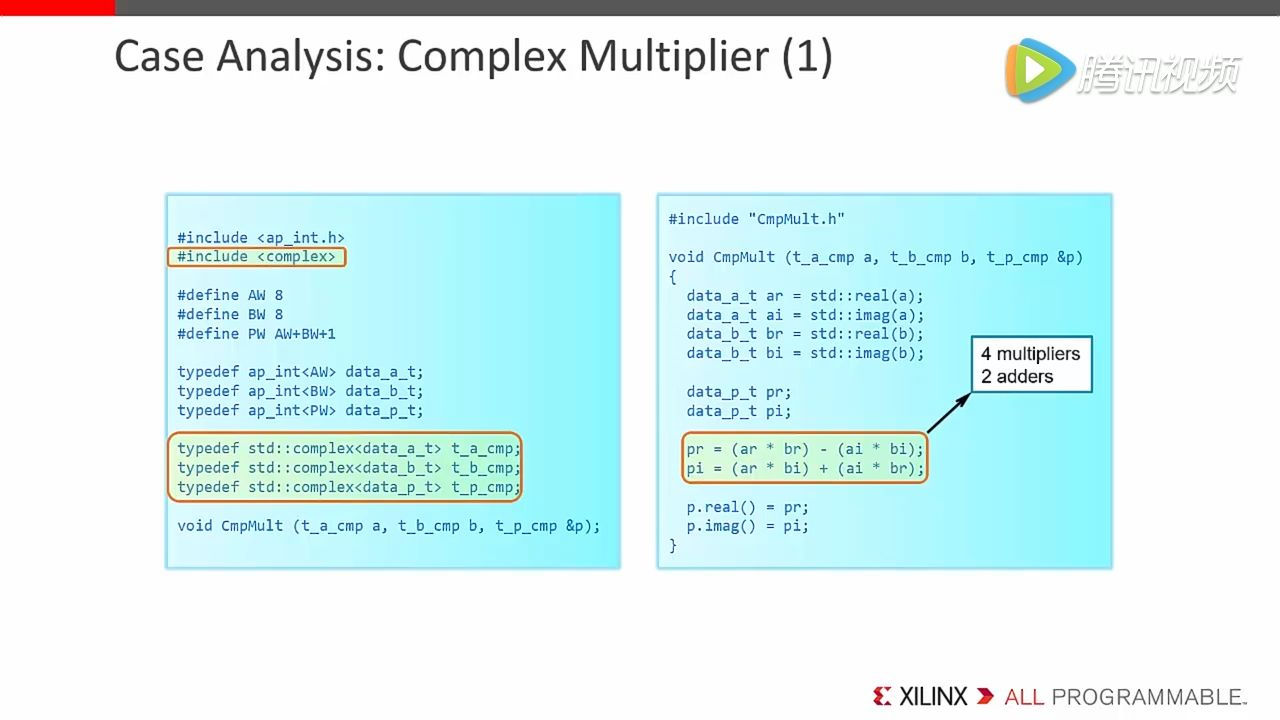 Case Analysis: Complex Multiplier (1)
腾讯视频
#include <ap_int.h>
#include <complex>
#define AW 8
#define BW 8
#define PW AW+BW+1
typedef ap_int<AW> data_a_t;
typedef ap_int<BW> data_b_t;
typedef ap_int<PW> data_p_t;
typedef std::complex<data_a_t> t_a_cmp;
typedef std::complex<data_b_t> t_b_cmp;
typedef std::complex<data_p_t> t_p_cmp;
void CmpMult (t_a_cmp a, t_b_cmp b, t_p_cmp &p);
#include "CmpMult.h"
void CmpMult (t_a_cmp a, t_b_cmp b, t_p_cmp &p)
{
data_a_t ar = std::real(a);
data_a_t ai = std::imag(a);
data_b_t br = std::real(b);
data_b_t bi = std::imag(b);
data_p_t pr;
data_p_t pi;
pr = (ar * br) - (ai * bi);
pi = (ar * bi) + (ai * br);
p.real() = pr;
p.imag() = pi;
}
4 multipliers
2 adders
XILINX ALL PROGRAMMABLE™